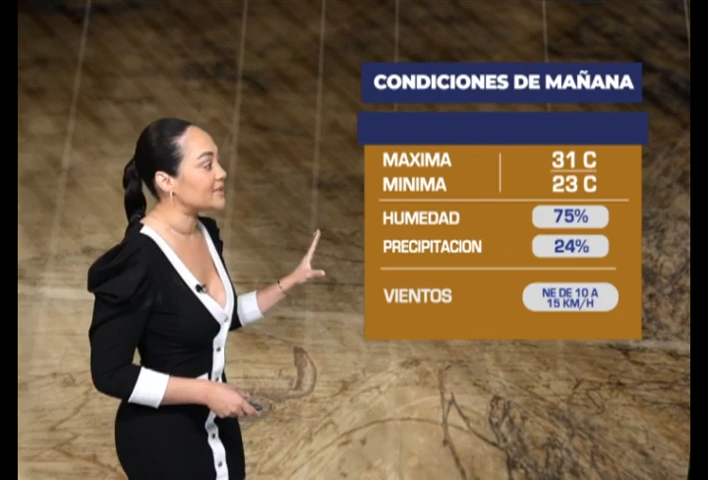 CONDICIONES DE MAÑANA
MAXIMA 31 C
MINIMA 23 C
HUMEDAD 75%
PRECIPITACION 24%
VIENTOS NE DE 10 A
15 KM/H